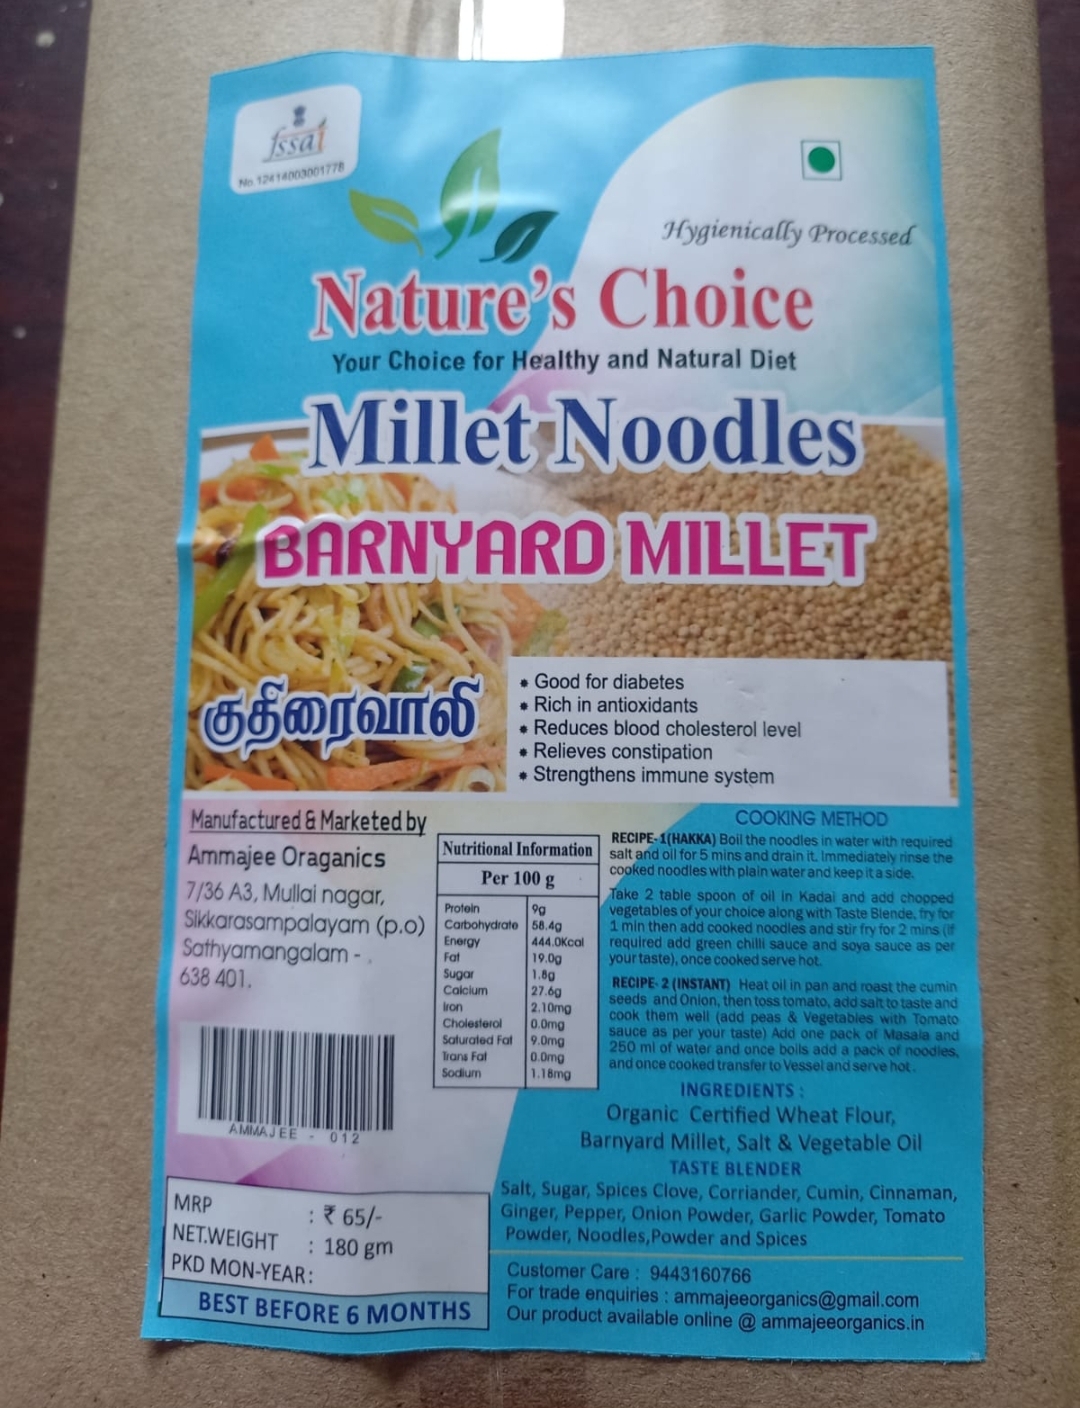 fssai
No.12414003001778
Hygienically Processed
Nature's Choice
Your Choice for Healthy and Natural Diet
Millet Noodles
BARNYARD MILLET
குதிரைவாலி
Good for diabetes
Rich in antioxidants
Reduces blood cholesterol level
Relieves constipation
Strengthens immune system
Manufactured & Marketed by
Ammajee Oraganics
7/36 A3, Mullai nagar,
Sikkarasampalayam (p.o)
Sathyamangalam -
638 401.
AMMAJEE - 012
Nutritional Information
Per 100 g
Protein 9g
Carbohydrate 58.4g
Energy 444.0Kcal
Fat 19.0g
Sugar 1.8g
Calcium 27.6g
Iron 2.10mg
Cholesterol 0.0mg
Saturated Fat 9.0mg
Trans Fat 0.0mg
Sodium 1.18mg
COOKING METHOD
RECIPE-1(HAKKA) Boil the noodles in water with required
salt and oil for 5 mins and drain it. Immediately rinse the
cooked noodles with plain water and keep it a side.
Take 2 table spoon of oil in Kadai and add chopped
vegetables of your choice along with Taste Blende, fry for
1 min then add cooked noodles and stir fry for 2 mins (if
required add green chilli sauce and soya sauce as per
your taste), once cooked serve hot.
RECIPE- 2 (INSTANT) Heat oil in pan and roast the cumin
seeds and Onion, then toss tomato, add salt to taste and
cook them well (add peas & Vegetables with Tomato
sauce as per your taste) Add one pack of Masala and
250 ml of water and once boils add a pack of noodles,
and once cooked transfer to Vessel and serve hot.
INGREDIENTS :
Organic Certified Wheat Flour,
Barnyard Millet, Salt & Vegetable Oil
TASTE BLENDER
Salt, Sugar, Spices Clove, Corriander, Cumin, Cinnaman,
Ginger, Pepper, Onion Powder, Garlic Powder, Tomato
Powder, Noodles,Powder and Spices
MRP : ₹ 65/-
NET.WEIGHT : 180 gm
PKD MON-YEAR:
BEST BEFORE 6 MONTHS
Customer Care : 9443160766
For trade enquiries : ammajeeorganics@gmail.com
Our product available online @ ammajeeorganics.in